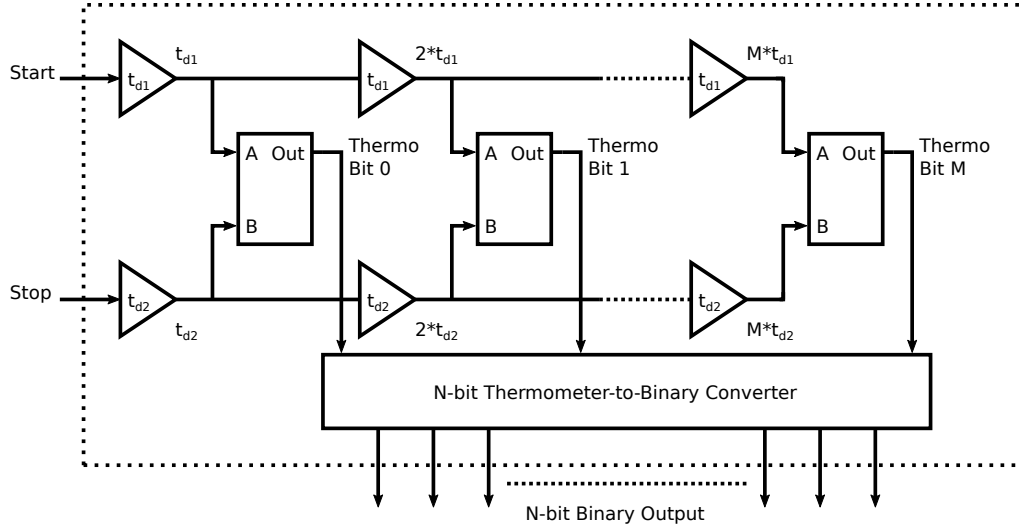 t_d1
2*t_d1
M*t_d1
Start
t_d1
t_d1
t_d1
A Out
Thermo
Bit 0
A Out
Thermo
Bit 1
A Out
Thermo
Bit M
B
B
B
Stop
t_d2
t_d2
t_d2
t_d2
2*t_d2
M*t_d2
N-bit Thermometer-to-Binary Converter
N-bit Binary Output